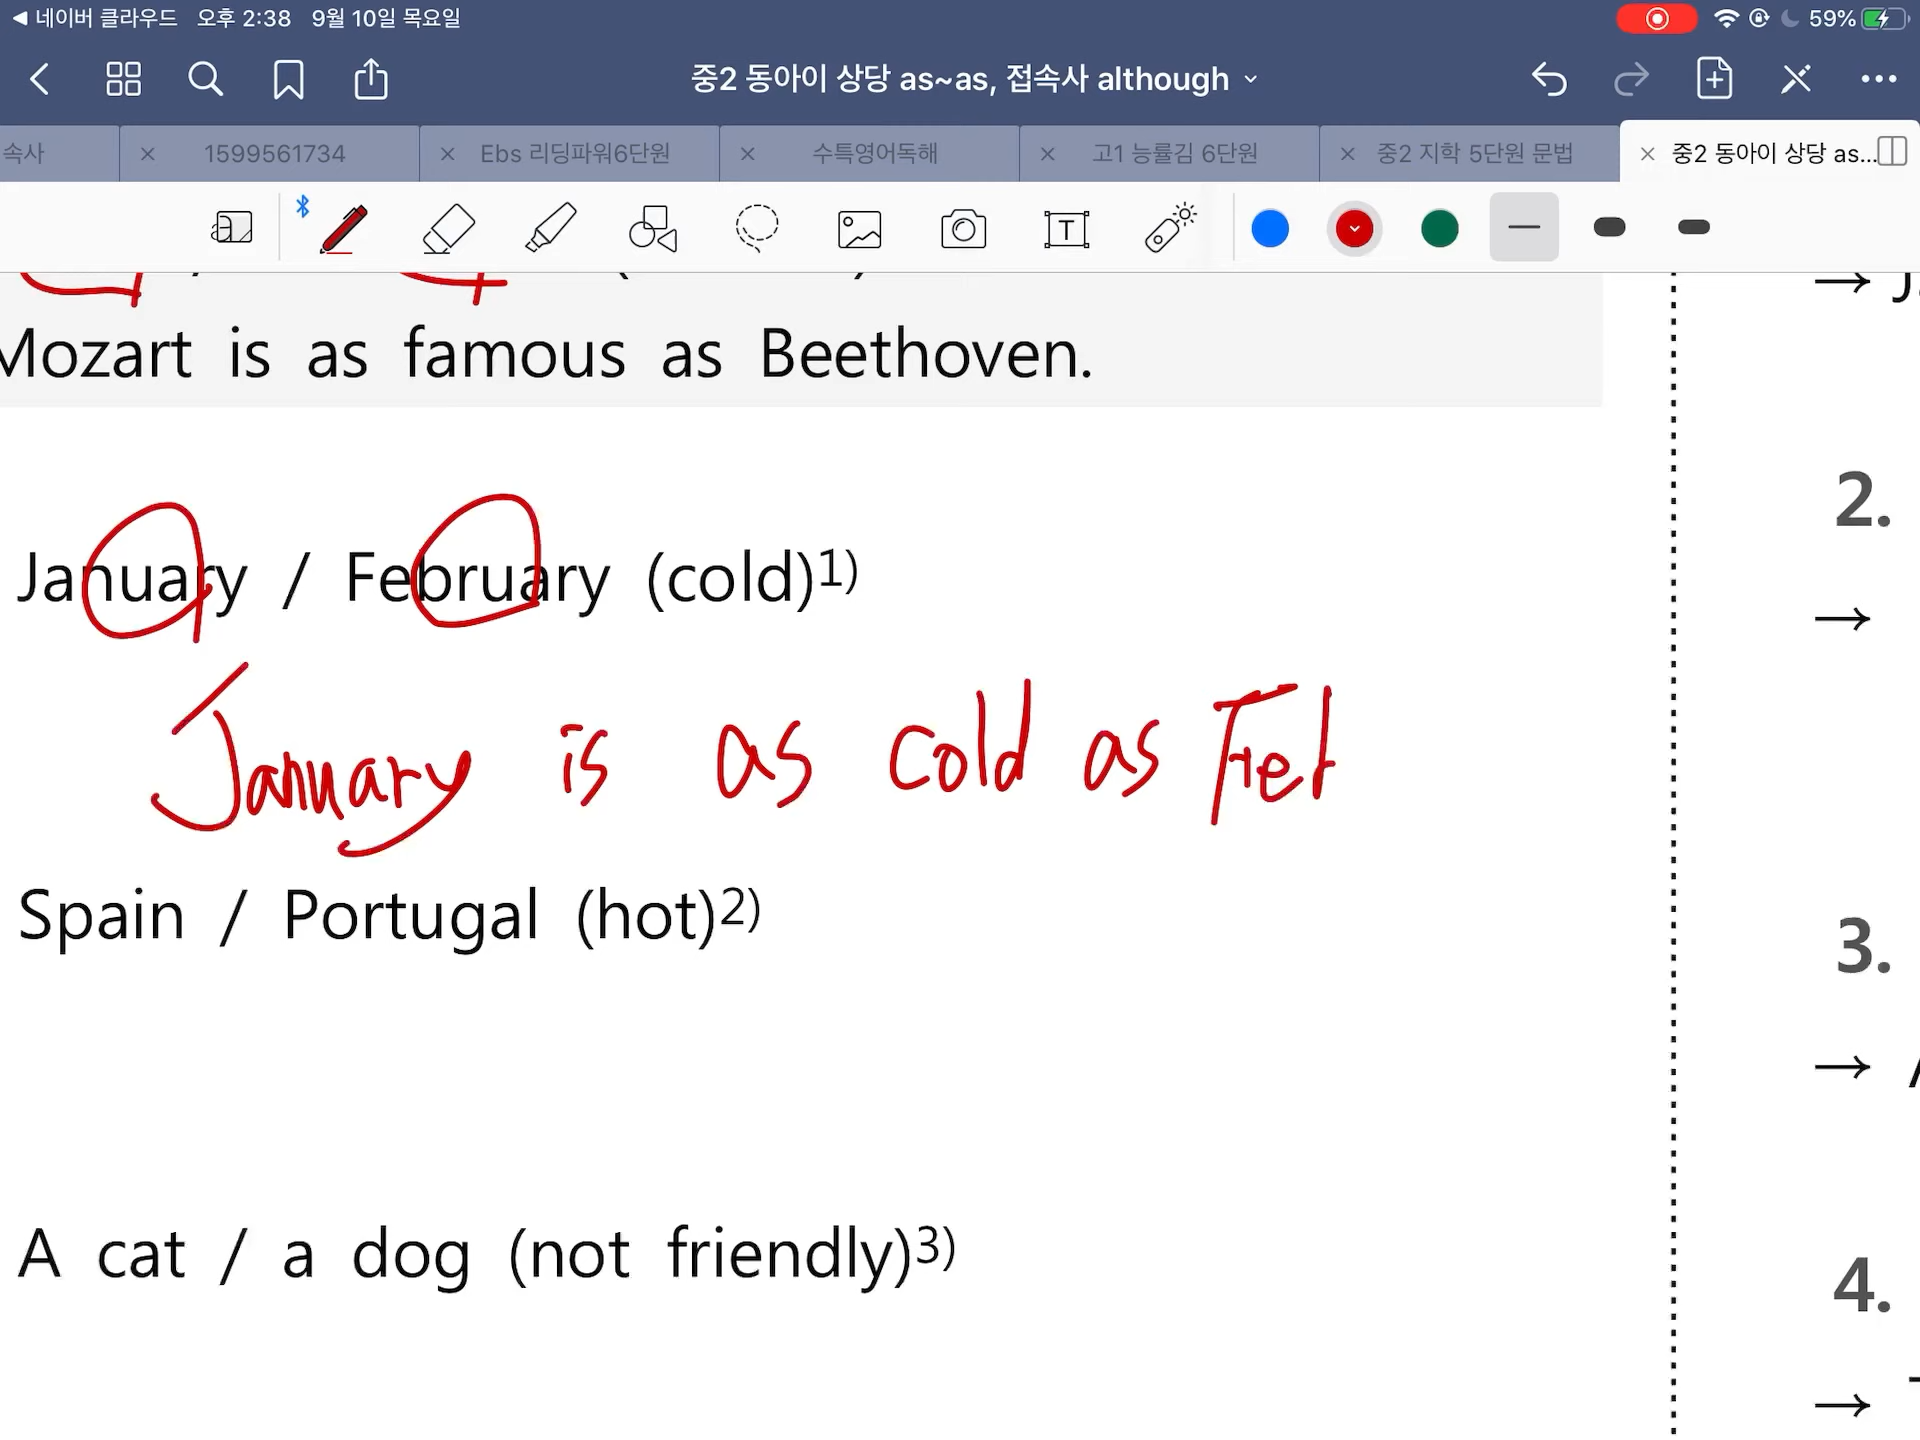 ◀ 네이버 클라우드 오후 2:38 9월 10일 목요일 59%
중2 동아이 상당 as~as, 접속사 although
속사 × 1599561734 × Ebs 리딩파워6단원 × 수특영어독해 × 고1 능률김 6단원 × 중2 지학 5단원 문법 × 중2 동아이 상당 as...
T
Mozart is as famous as Beethoven.
January / February (cold)1)
January is as cold as
Spain / Portugal (hot)2)
A cat / a dog (not friendly)3)
→ J
2.
→
3.
→
4.
→